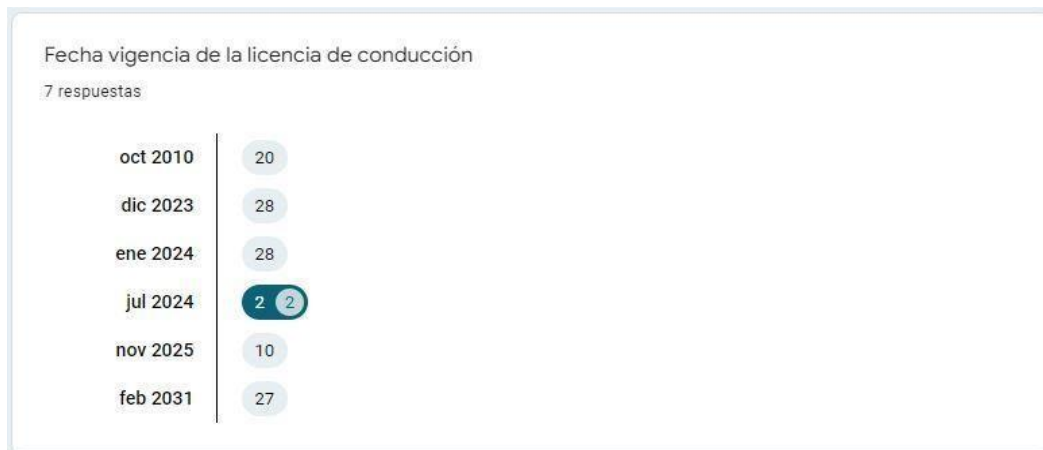 Fecha vigencia de la licencia de conducción
7 respuestas
oct 2010 20
dic 2023 28
ene 2024 28
jul 2024 2 2
nov 2025 10
feb 2031 27